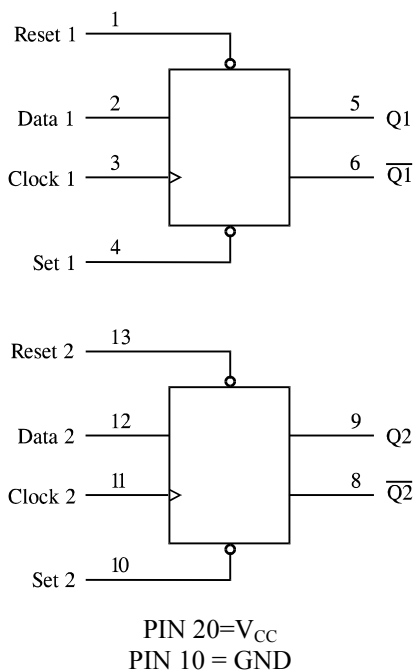 Reset 1 1
Data 1 2 5 Q1
Clock 1 3 6 Q1
Set 1 4
Reset 2 13
Data 2 12 9 Q2
Clock 2 11 8 Q2
Set 2 10
PIN 20=VCC
PIN 10 = GND